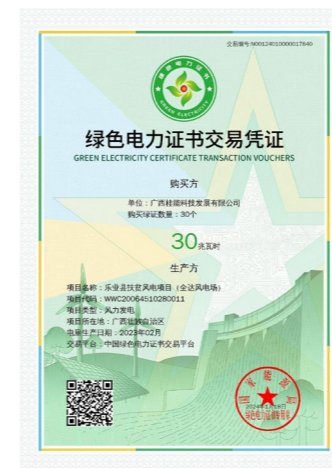 交易编号:N00124010000017840
绿色电力证书
GREEN ELECTRICITY
绿色电力证书交易凭证
GREEN ELECTRICITY CERTIFICATE TRANSACTION VOUCHERS
购买方
单位：广西桂能科技发展有限公司
购买绿证数量：30个
30兆瓦时
生产方
项目名称：乐业县扶贫风电项目（全达风电场）
项目代码：WWC20064510280011
项目类型：风力发电
项目所在地：广西壮族自治区
电量生产日期：2023年02月
交易平台：中国绿色电力证书交易平台
国家能源局